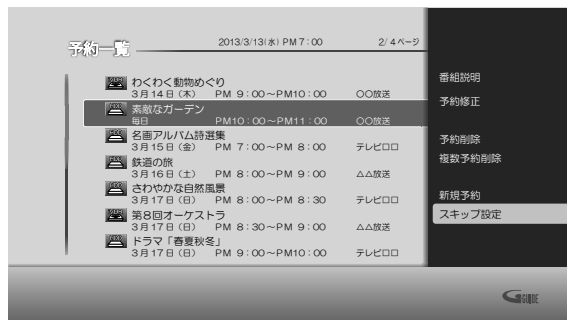 予約一覧 2013/3/13(水) PM 7:00 2/4ページ
わくわく動物めぐり
3月14日(木) PM 9:00～PM10:00 ○○放送
素敵なガーデン
毎日 PM10:00～PM11:00 ○○放送
名画アルバム詩選集
3月15日(金) PM 7:00～PM 8:00 テレビ□□
鉄道の旅
3月16日(土) PM 8:00～PM 9:00 △△放送
さわやかな自然風景
3月17日(日) PM 8:00～PM 8:30 テレビ□□
第8回オーケストラ
3月17日(日) PM 8:30～PM 9:00 △△放送
ドラマ「春夏秋冬」
3月17日(日) PM 9:00～PM10:00 テレビ□□
番組説明
予約修正
予約削除
複数予約削除
新規予約
スキップ設定
G GUIDE